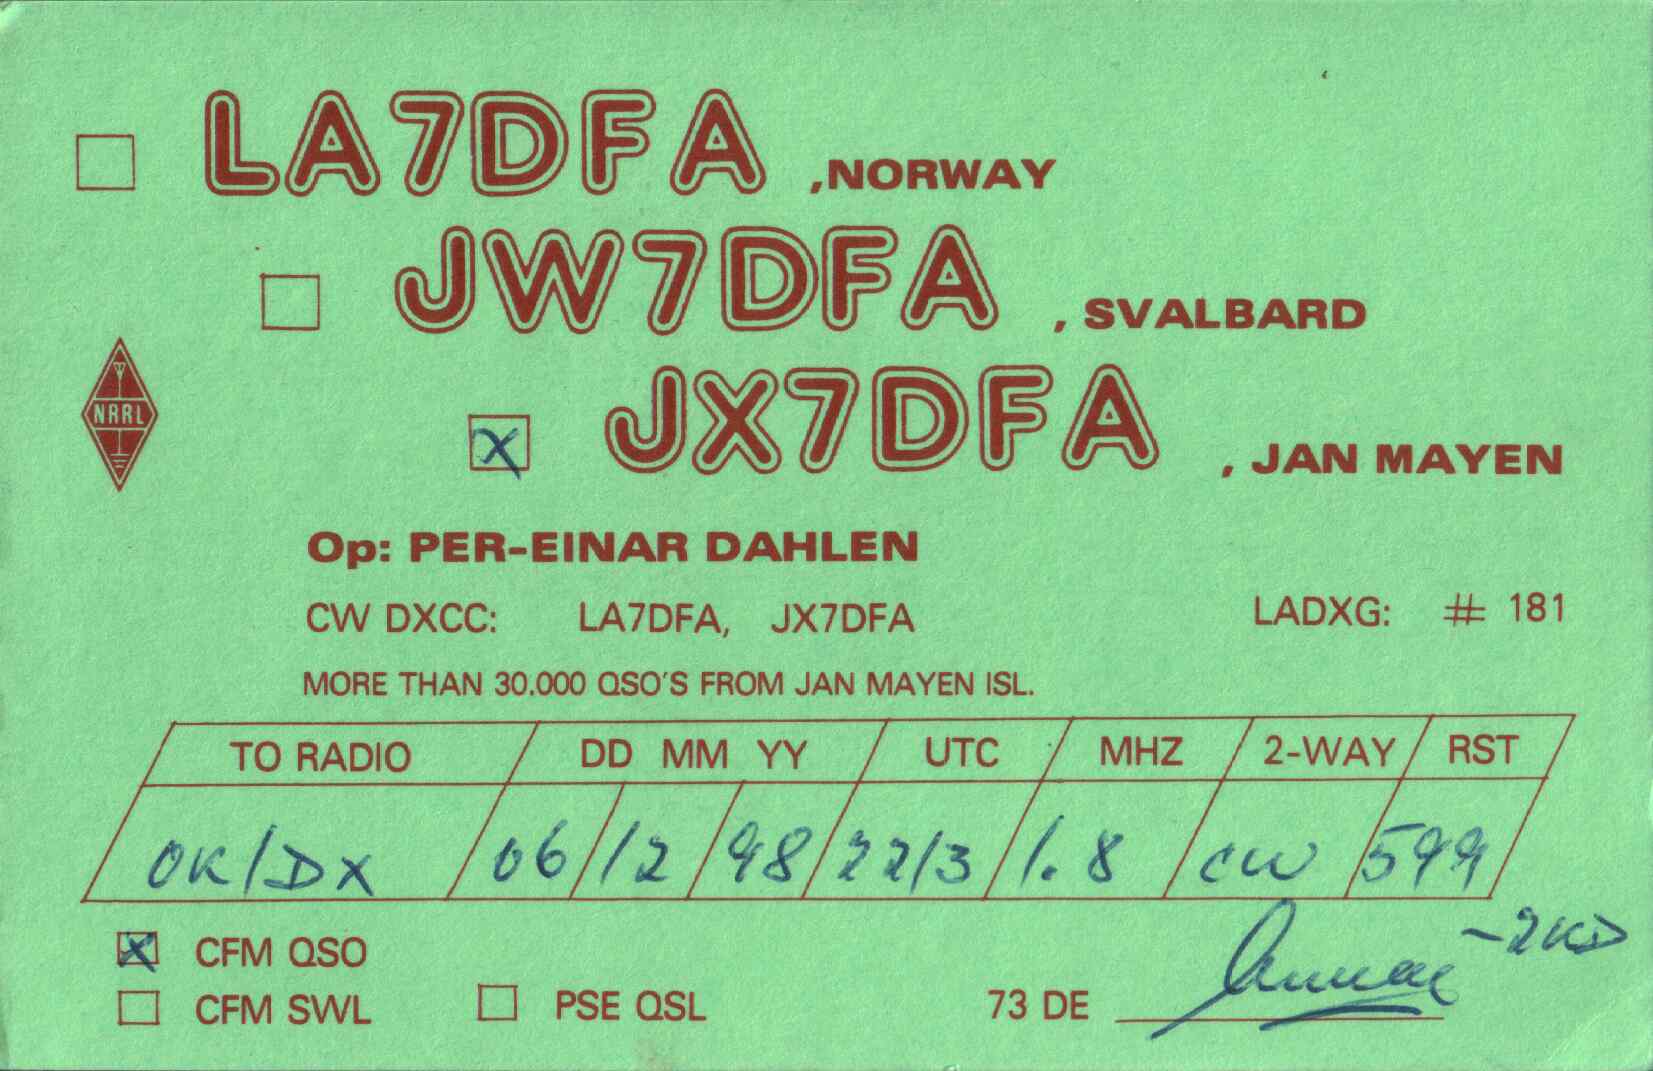 LA7DFA ,NORWAY
JW7DFA , SVALBARD
X JX7DFA , JAN MAYEN
NRRL
Op: PER-EINAR DAHLEN
CW DXCC: LA7DFA, JX7DFA LADXG: # 181
MORE THAN 30.000 QSO'S FROM JAN MAYEN ISL.
TO RADIO DD MM YY UTC MHZ 2-WAY RST
OK1DX 06 12 98 2213 1.8 CW 599
X CFM QSO
CFM SWL PSE QSL 73 DE